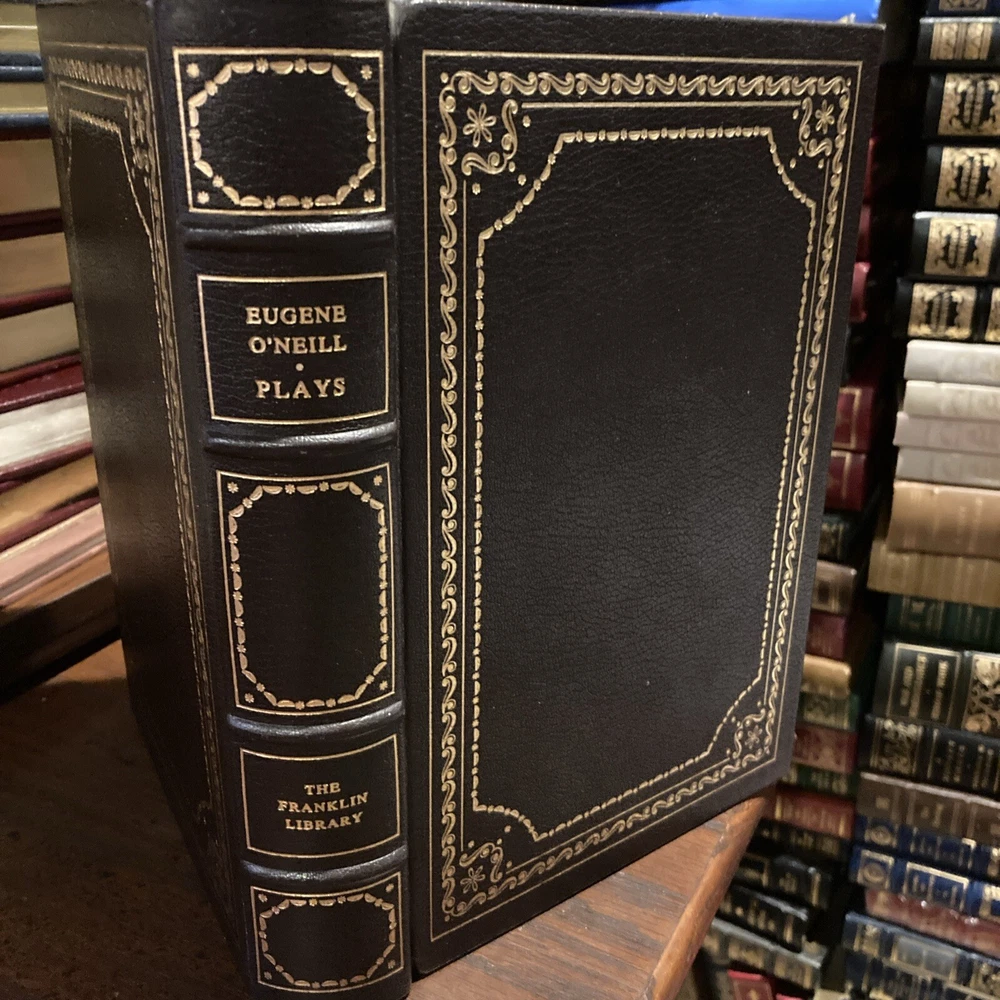 EUGENE
O'NEILL
•
PLAYS
THE
FRANKLIN
LIBRARY